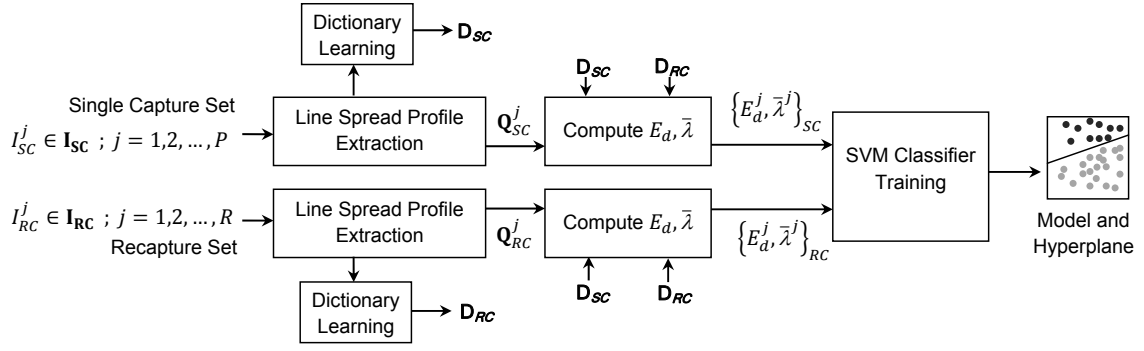 Dictionary
Learning
D_SC
Single Capture Set
I^j_SC ∈ I_SC ; j = 1,2, …, P
Line Spread Profile
Extraction
Q^j_SC
D_SC
D_RC
Compute E_d, λ̄
{E^j_d, λ̄^j}_SC
SVM Classifier
Training
Model and
Hyperplane
I^j_RC ∈ I_RC ; j = 1,2, …, R
Recapture Set
Line Spread Profile
Extraction
Q^j_RC
Compute E_d, λ̄
{E^j_d, λ̄^j}_RC
D_SC
D_RC
Dictionary
Learning
D_RC